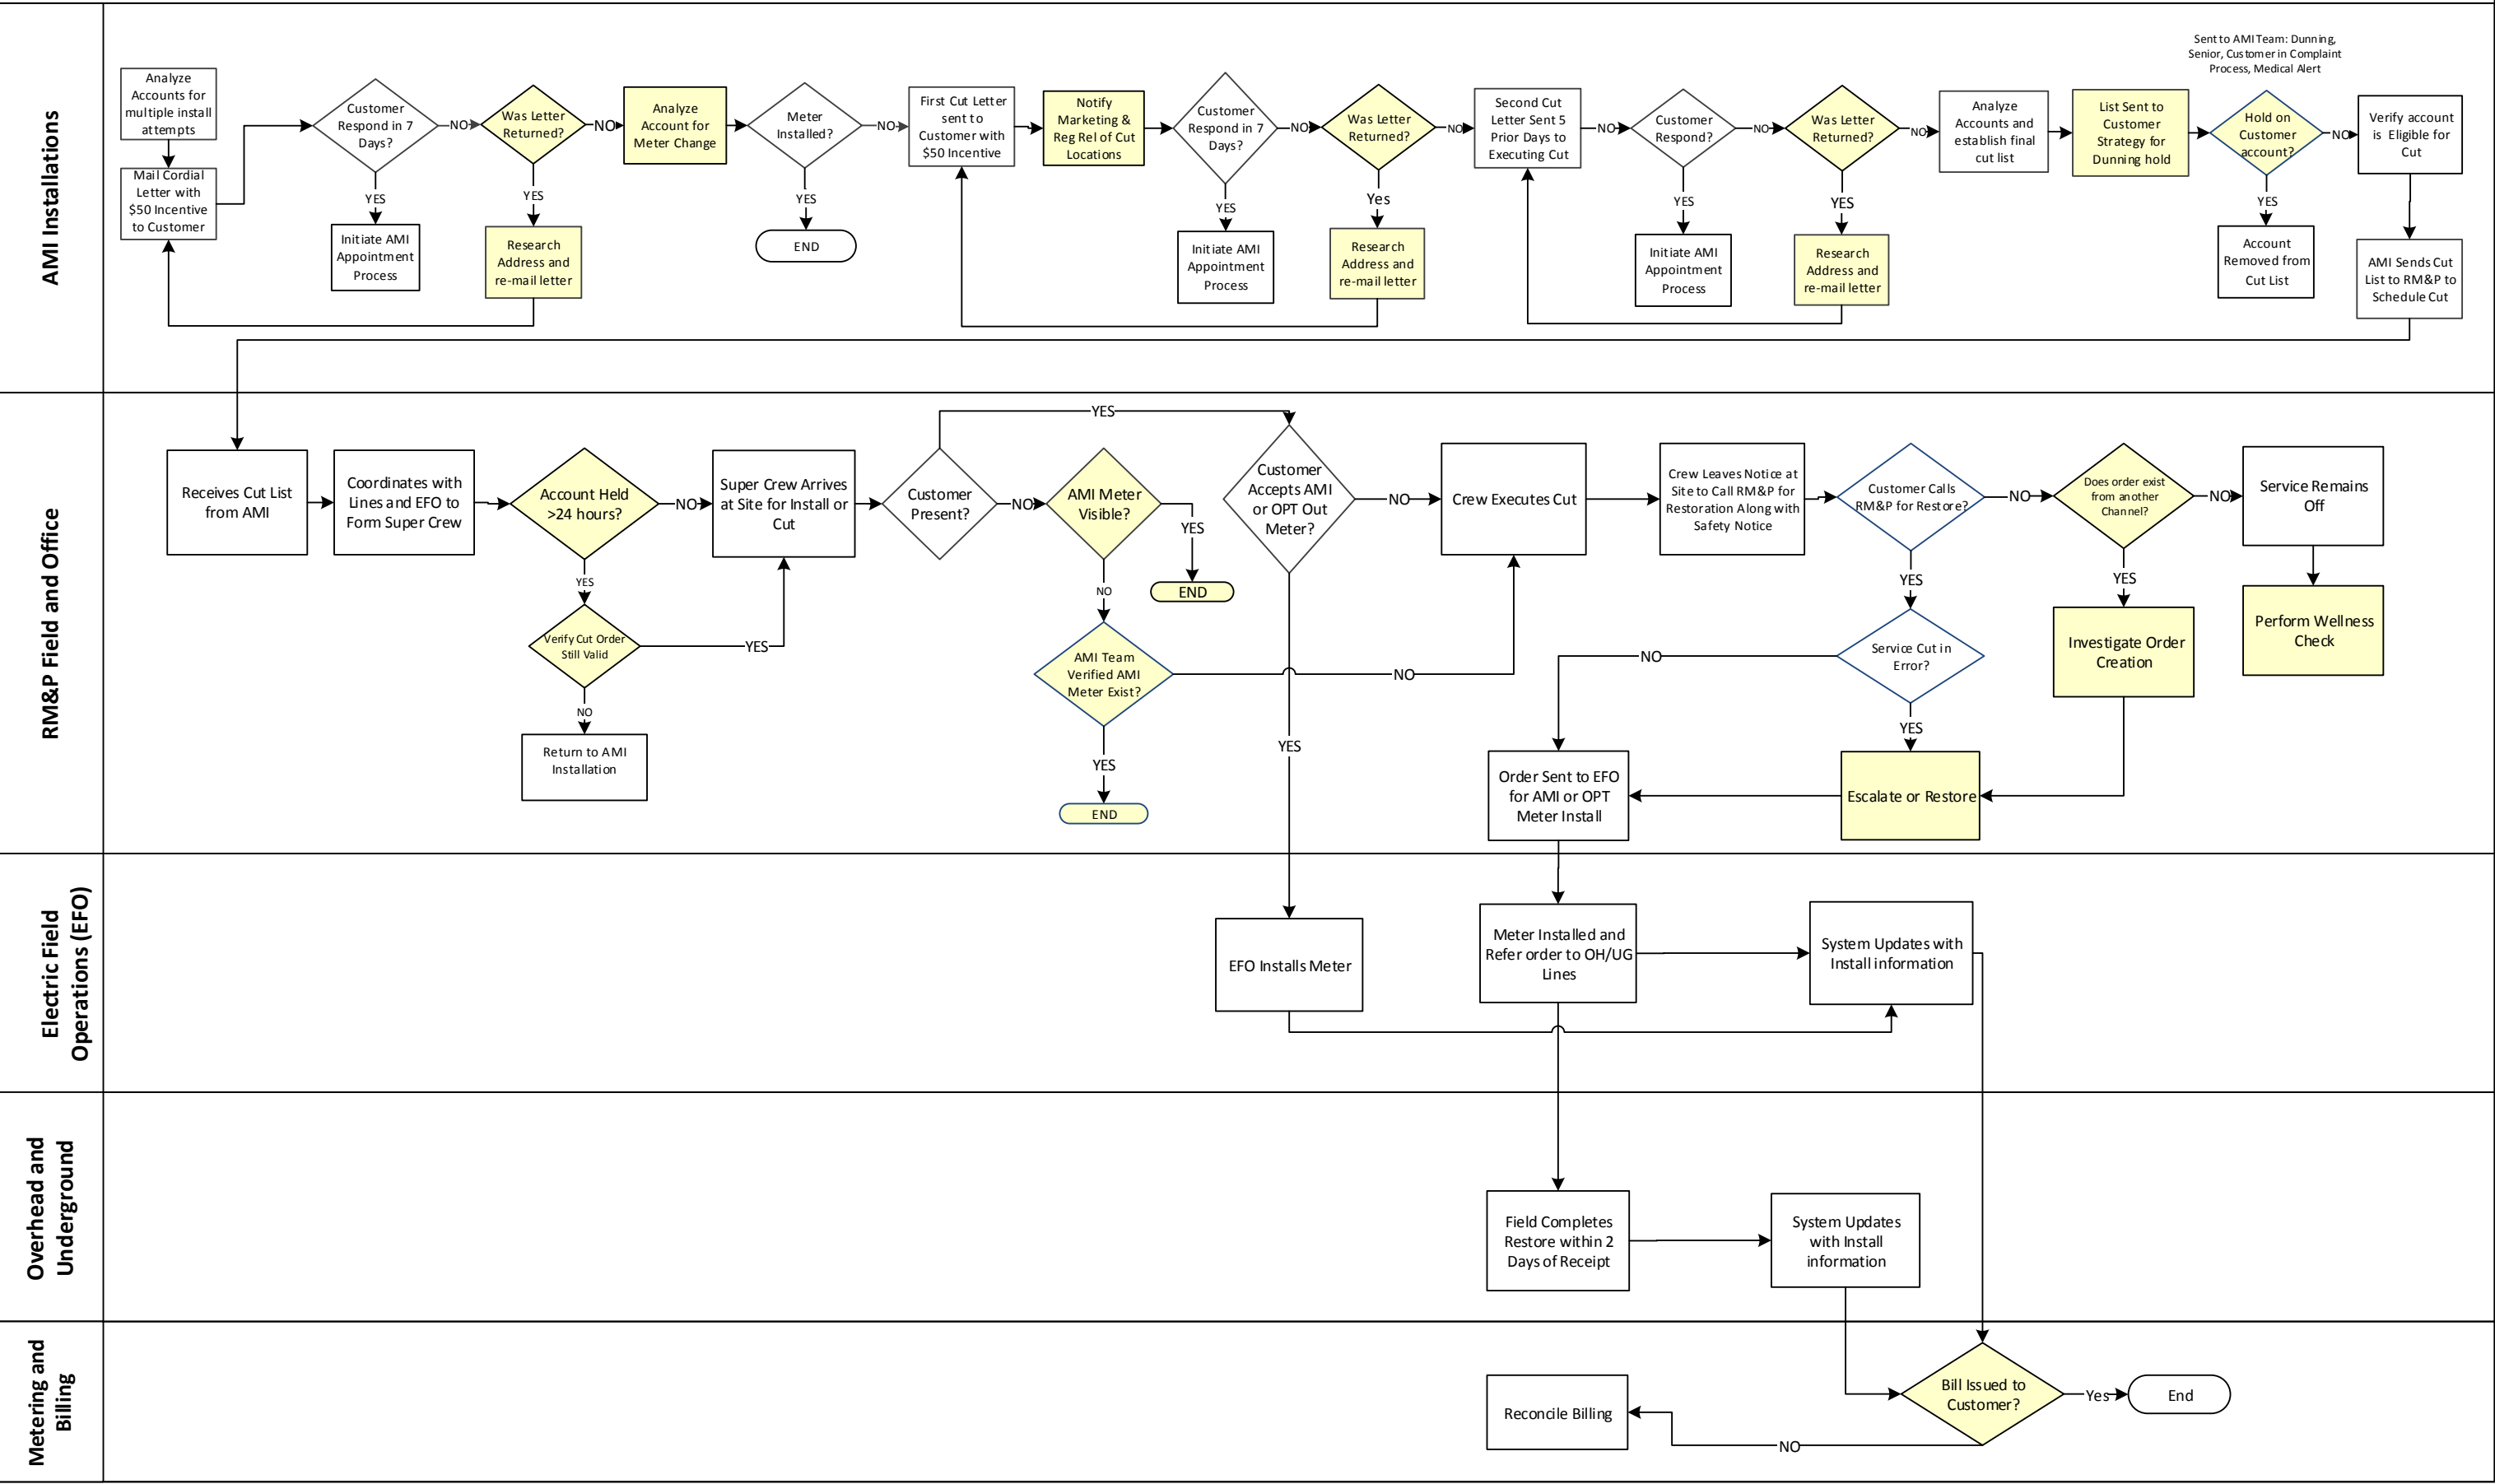 AMI Installations
Sent to AMI Team: Dunning,
Senior, Customer in Complaint
Process, Medical Alert
Analyze
Accounts for
multiple install
attempts
Mail Cordial
Letter with
$50 Incentive
to Customer
Customer
Respond in 7
Days?
NO
YES
Initiate AMI
Appointment
Process
Was Letter
Returned?
NO
YES
Research
Address and
re-mail letter
Analyze
Account for
Meter Change
Meter
Installed?
NO
YES
END
First Cut Letter
sent to
Customer with
$50 Incentive
Notify
Marketing &
Reg Rel of Cut
Locations
Customer
Respond in 7
Days?
NO
YES
Initiate AMI
Appointment
Process
Was Letter
Returned?
NO
Yes
Research
Address and
re-mail letter
Second Cut
Letter Sent 5
Prior Days to
Executing Cut
NO
Customer
Respond?
NO
YES
Initiate AMI
Appointment
Process
Was Letter
Returned?
NO
YES
Research
Address and
re-mail letter
Analyze
Accounts and
establish final
cut list
List Sent to
Customer
Strategy for
Dunning hold
Hold on
Customer
account?
NO
YES
Account
Removed from
Cut List
Verify account
is Eligible for
Cut
AMI Sends Cut
List to RM&P to
Schedule Cut
RM&P Field and Office
Receives Cut List
from AMI
Coordinates with
Lines and EFO to
Form Super Crew
Account Held
>24 hours?
NO
YES
Verify Cut Order
Still Valid
YES
NO
Return to AMI
Installation
Super Crew Arrives
at Site for Install or
Cut
Customer
Present?
YES
NO
AMI Meter
Visible?
YES
END
NO
AMI Team
Verified AMI
Meter Exist?
NO
YES
END
Customer
Accepts AMI
or OPT Out
Meter?
NO
YES
Crew Executes Cut
Crew Leaves Notice at
Site to Call RM&P for
Restoration Along with
Safety Notice
Customer Calls
RM&P for Restore?
NO
YES
Service Cut in
Error?
NO
YES
Does order exist
from another
Channel?
NO
YES
Investigate Order
Creation
Service Remains
Off
Perform Wellness
Check
Order Sent to EFO
for AMI or OPT
Meter Install
Escalate or Restore
Electric Field
Operations (EFO)
EFO Installs Meter
Meter Installed and
Refer order to OH/UG
Lines
System Updates with
Install information
Overhead and
Underground
Field Completes
Restore within 2
Days of Receipt
System Updates
with Install
information
Metering and
Billing
Reconcile Billing
NO
Bill Issued to
Customer?
Yes
End